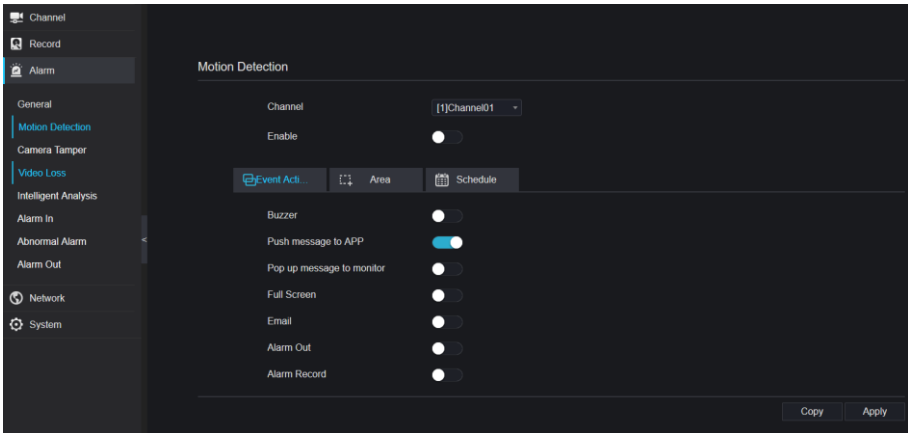 Channel
Record
Alarm
General
Motion Detection
Camera Tamper
Video Loss
Intelligent Analysis
Alarm In
Abnormal Alarm
<
Alarm Out
Network
System
Motion Detection
Channel [1]Channel01
Enable
Event Acti... Area Schedule
Buzzer
Push message to APP
Pop up message to monitor
Full Screen
Email
Alarm Out
Alarm Record
Copy Apply